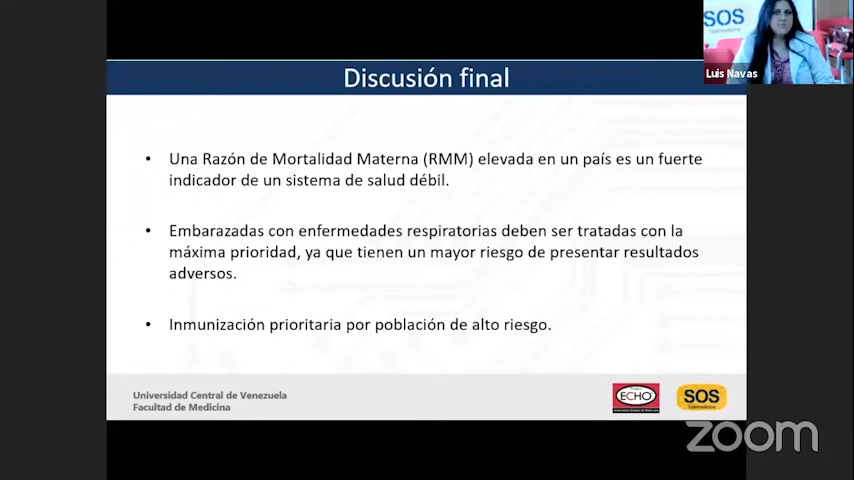 SOS
Telemedicina
Luis Navas
Discusión final
• Una Razón de Mortalidad Materna (RMM) elevada en un país es un fuerte
indicador de un sistema de salud débil.
• Embarazadas con enfermedades respiratorias deben ser tratadas con la
máxima prioridad, ya que tienen un mayor riesgo de presentar resultados
adversos.
• Inmunización prioritaria por población de alto riesgo.
Universidad Central de Venezuela
Facultad de Medicina
ECHO
SOS
Telemedicina
zoom